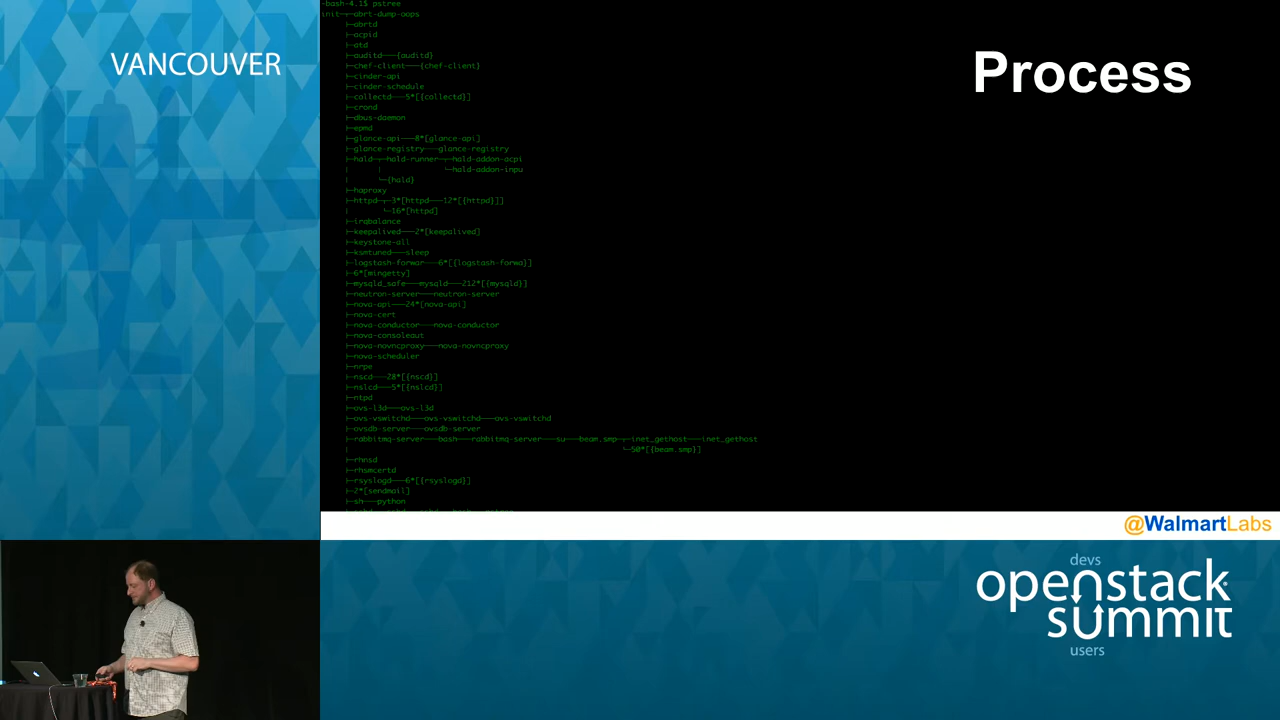 VANCOUVER
Process
-bash-4.1$ pstree
init─┬─abrt-dump-oops
├─abrtd
├─acpid
├─atd
├─auditd───{auditd}
├─chef-client───{chef-client}
├─cinder-api
├─cinder-schedule
├─collectd───5*[{collectd}]
├─crond
├─dbus-daemon
├─epmd
├─glance-api───8*[glance-api]
├─glance-registry───glance-registry
├─hald─┬─hald-runner─┬─hald-addon-acpi
│      │             └─hald-addon-inpu
│      └─{hald}
├─haproxy
├─httpd─┬─3*[httpd───12*[{httpd}]]
│       └─16*[httpd]
├─irqbalance
├─keepalived───2*[keepalived]
├─keystone-all
├─ksmtuned───sleep
├─logstash-forwar───6*[{logstash-forwa}]
├─6*[mingetty]
├─mysqld_safe───mysqld───212*[{mysqld}]
├─neutron-server───neutron-server
├─nova-api───24*[nova-api]
├─nova-cert
├─nova-conductor───nova-conductor
├─nova-consoleaut
├─nova-novncproxy───nova-novncproxy
├─nova-scheduler
├─nrpe
├─nscd───28*[{nscd}]
├─nslcd───5*[{nslcd}]
├─ntpd
├─ovs-l3d───ovs-l3d
├─ovs-vswitchd───ovs-vswitchd───ovs-vswitchd
├─ovsdb-server───ovsdb-server
├─rabbitmq-server───bash───rabbitmq-server───su───beam.smp─┬─inet_gethost───inet_gethost
│                                                          └─50*[{beam.smp}]
├─rhnsd
├─rhsmcertd
├─rsyslogd───6*[{rsyslogd}]
├─2*[sendmail]
├─sh───python
@WalmartLabs
devs
openstack
summit
users